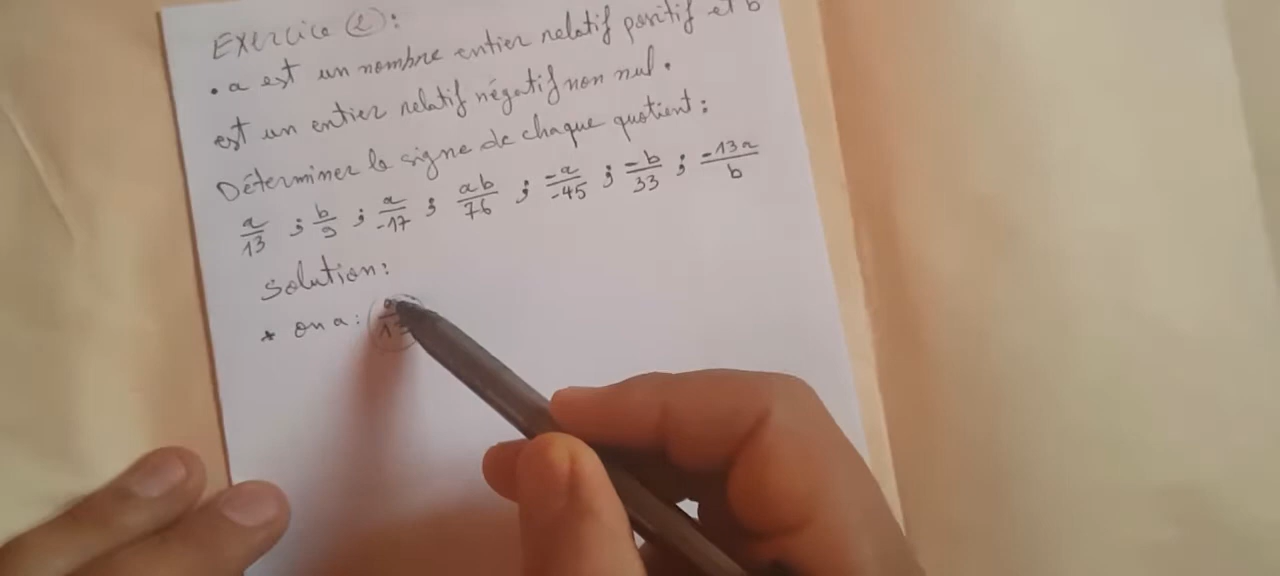 Exercice 2:
. a est un nombre entier relatif positif et b
est un entier relatif négatif non nul.
Déterminer le signe de chaque quotient:
a/13 ; b/9 ; a/-17 ; ab/76 ; -a/-45 ; -b/33 ; -13a/b
Solution:
* on a: a/13